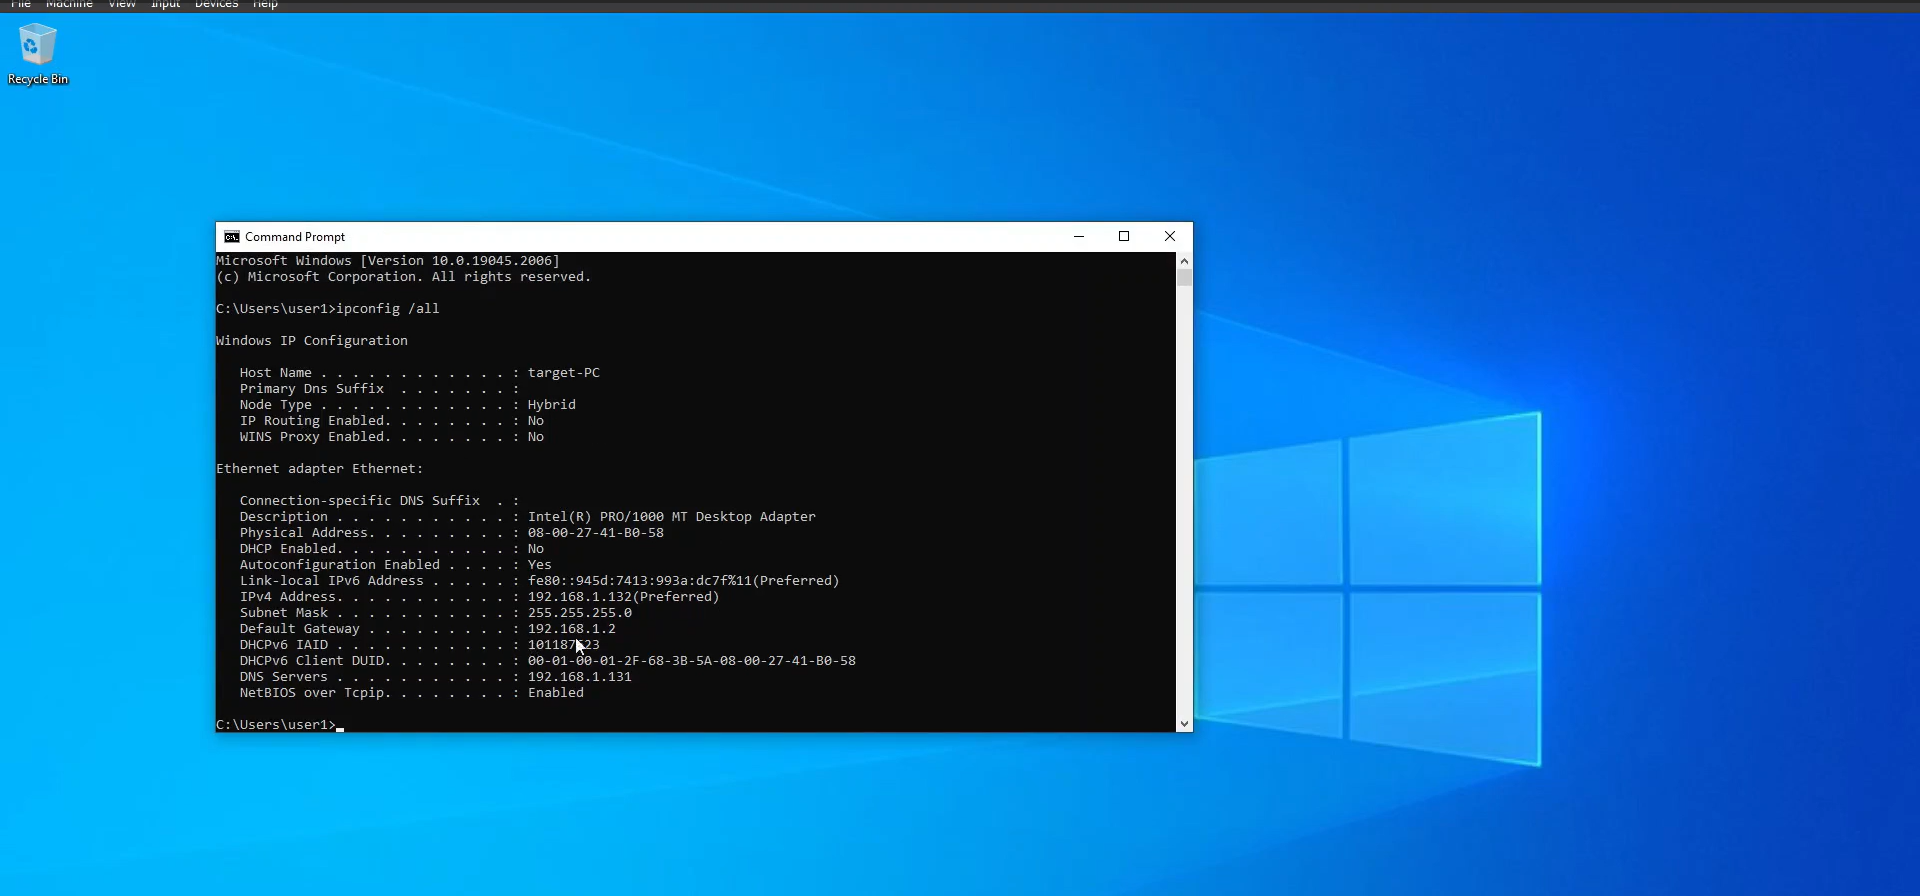 File Machine View Input Devices Help
Recycle Bin
Command Prompt
Microsoft Windows [Version 10.0.19045.2006]
(c) Microsoft Corporation. All rights reserved.
C:\Users\user1>ipconfig /all
Windows IP Configuration
Host Name . . . . . . . . . . . . : target-PC
Primary Dns Suffix  . . . . . . . :
Node Type . . . . . . . . . . . . : Hybrid
IP Routing Enabled. . . . . . . . : No
WINS Proxy Enabled. . . . . . . . : No
Ethernet adapter Ethernet:
Connection-specific DNS Suffix  . :
Description . . . . . . . . . . . : Intel(R) PRO/1000 MT Desktop Adapter
Physical Address. . . . . . . . . : 08-00-27-41-B0-58
DHCP Enabled. . . . . . . . . . . : No
Autoconfiguration Enabled . . . . : Yes
Link-local IPv6 Address . . . . . : fe80::945d:7413:993a:dc7f%11(Preferred)
IPv4 Address. . . . . . . . . . . : 192.168.1.132(Preferred)
Subnet Mask . . . . . . . . . . . : 255.255.255.0
Default Gateway . . . . . . . . . : 192.168.1.2
DHCPv6 IAID . . . . . . . . . . . :
DHCPv6 Client DUID. . . . . . . . : 00-01-00-01-2F-68-3B-5A-08-00-27-41-B0-58
DNS Servers . . . . . . . . . . . : 192.168.1.131
NetBIOS over Tcpip. . . . . . . . : Enabled
C:\Users\user1>